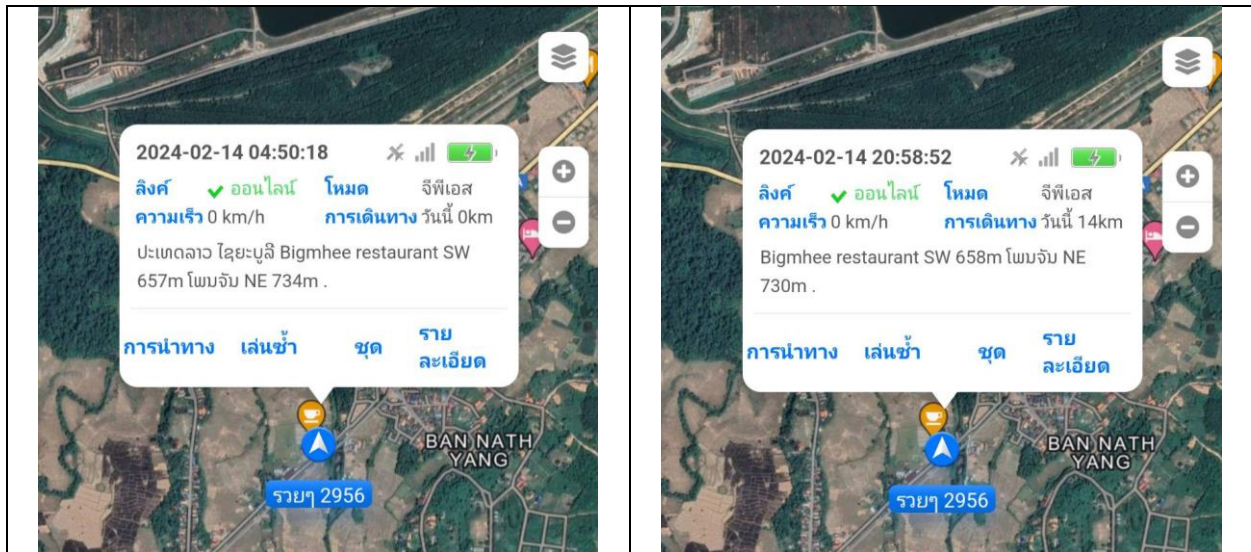 2024-02-14 04:50:18
ลิงค์ ออนไลน์ โหมด จีพีเอส
ความเร็ว 0 km/h การเดินทาง วันนี้ 0km
ປະເທດລາວ ໄຊຍະບູລີ Bigmhee restaurant SW
657m ໂພນຈັນ NE 734m .
การนำทาง เล่นซ้ำ ชุด ราย
ละเอียด
BAN NATH
YANG
รวยๆ 2956
2024-02-14 20:58:52
ลิงค์ ออนไลน์ โหมด จีพีเอส
ความเร็ว 0 km/h การเดินทาง วันนี้ 14km
Bigmhee restaurant SW 658m ໂພນຈັນ NE
730m .
การนำทาง เล่นซ้ำ ชุด ราย
ละเอียด
BAN NATH
YANG
รวยๆ 2956